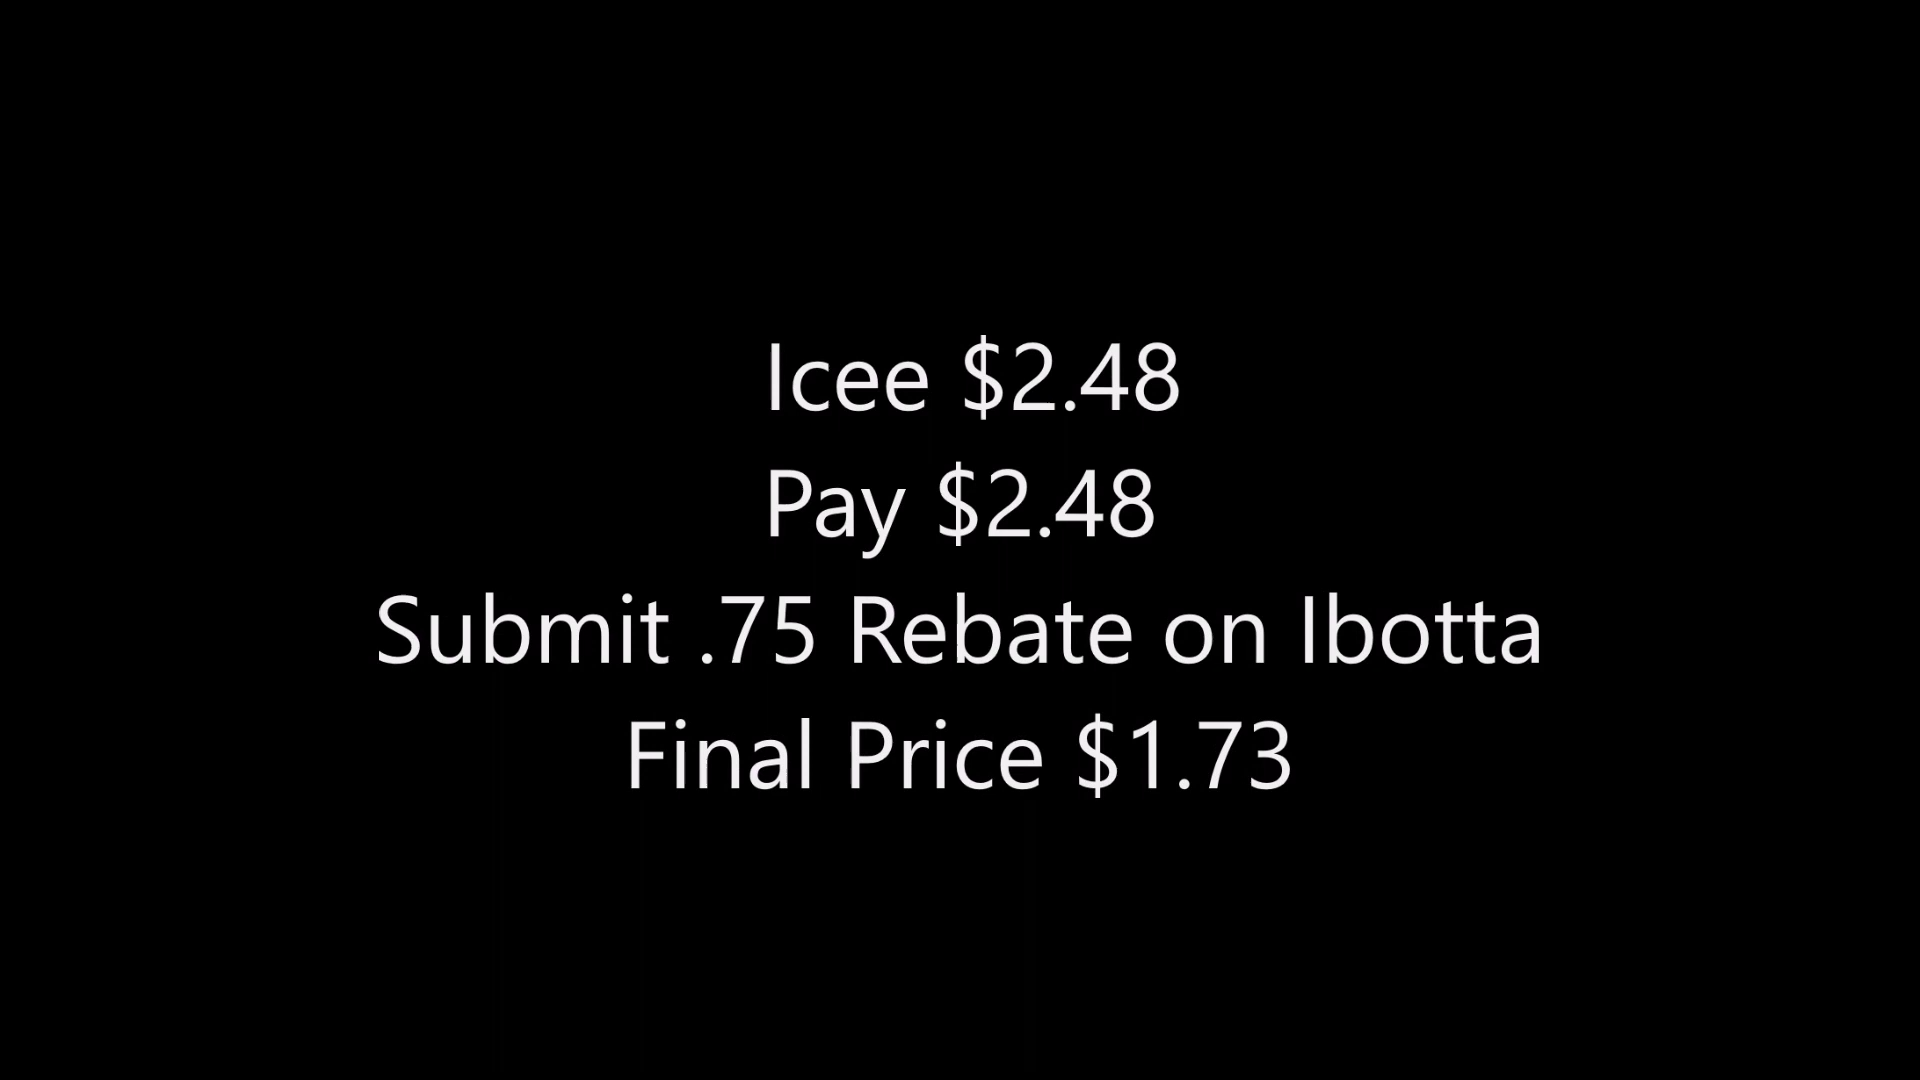 Icee $2.48
Pay $2.48
Submit .75 Rebate on Ibotta
Final Price $1.73